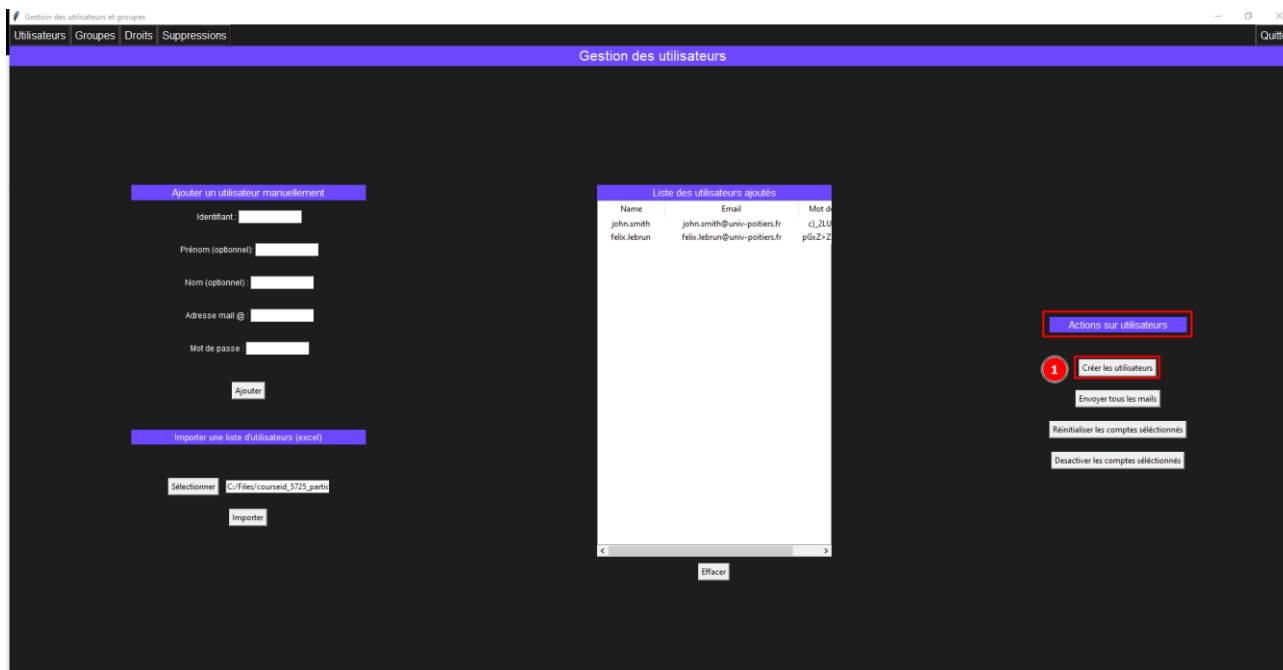 Gestion des utilisateurs et groupes
Utilisateurs Groupes Droits Suppressions Quitt
Gestion des utilisateurs
Ajouter un utilisateur manuellement
Identifiant :
Prénom (optionnel):
Nom (optionnel) :
Adresse mail @ :
Mot de passe :
Ajouter
Importer une liste d'utilisateurs (excel)
Sélectionner C:/Files/courseid_5725_partic
Importer
Liste des utilisateurs ajoutés
Name Email Mot d
john.smith john.smith@univ-poitiers.fr c)_2LU
felix.lebrun felix.lebrun@univ-poitiers.fr pGxZ>Z
Effacer
Actions sur utilisateurs
1 Créer les utilisateurs
Envoyer tous les mails
Réinitialiser les comptes séléctionnés
Desactiver les comptes séléctionnés